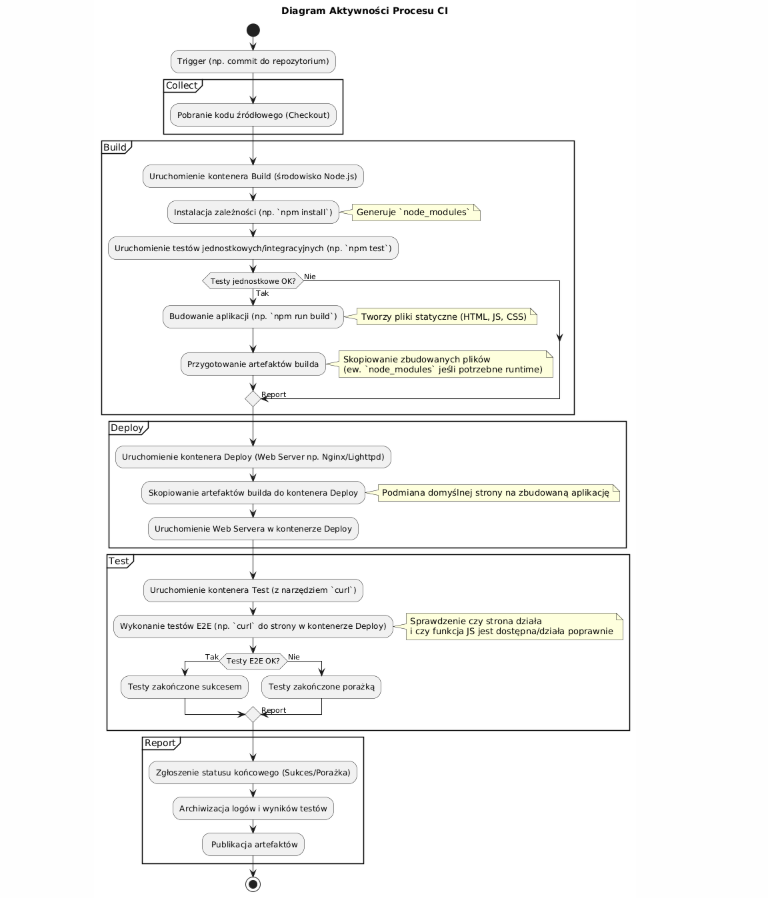 Diagram Aktywności Procesu CI
Trigger (np. commit do repozytorium)
Collect
Pobranie kodu źródłowego (Checkout)
Build
Uruchomienie kontenera Build (środowisko Node.js)
Instalacja zależności (np. `npm install`)
Generuje `node_modules`
Uruchomienie testów jednostkowych/integracyjnych (np. `npm test`)
Testy jednostkowe OK?
Nie
Tak
Budowanie aplikacji (np. `npm run build`)
Tworzy pliki statyczne (HTML, JS, CSS)
Przygotowanie artefaktów builda
Skopiowanie zbudowanych plików
(ew. `node_modules` jeśli potrzebne runtime)
Report
Deploy
Uruchomienie kontenera Deploy (Web Server np. Nginx/Lighttpd)
Skopiowanie artefaktów builda do kontenera Deploy
Podmiana domyślnej strony na zbudowaną aplikację
Uruchomienie Web Servera w kontenerze Deploy
Test
Uruchomienie kontenera Test (z narzędziem `curl`)
Wykonanie testów E2E (np. `curl` do strony w kontenerze Deploy)
Sprawdzenie czy strona działa
i czy funkcja JS jest dostępna/działa poprawnie
Tak
Testy E2E OK?
Nie
Testy zakończone sukcesem
Testy zakończone porażką
Report
Report
Zgłoszenie statusu końcowego (Sukces/Porażka)
Archiwizacja logów i wyników testów
Publikacja artefaktów